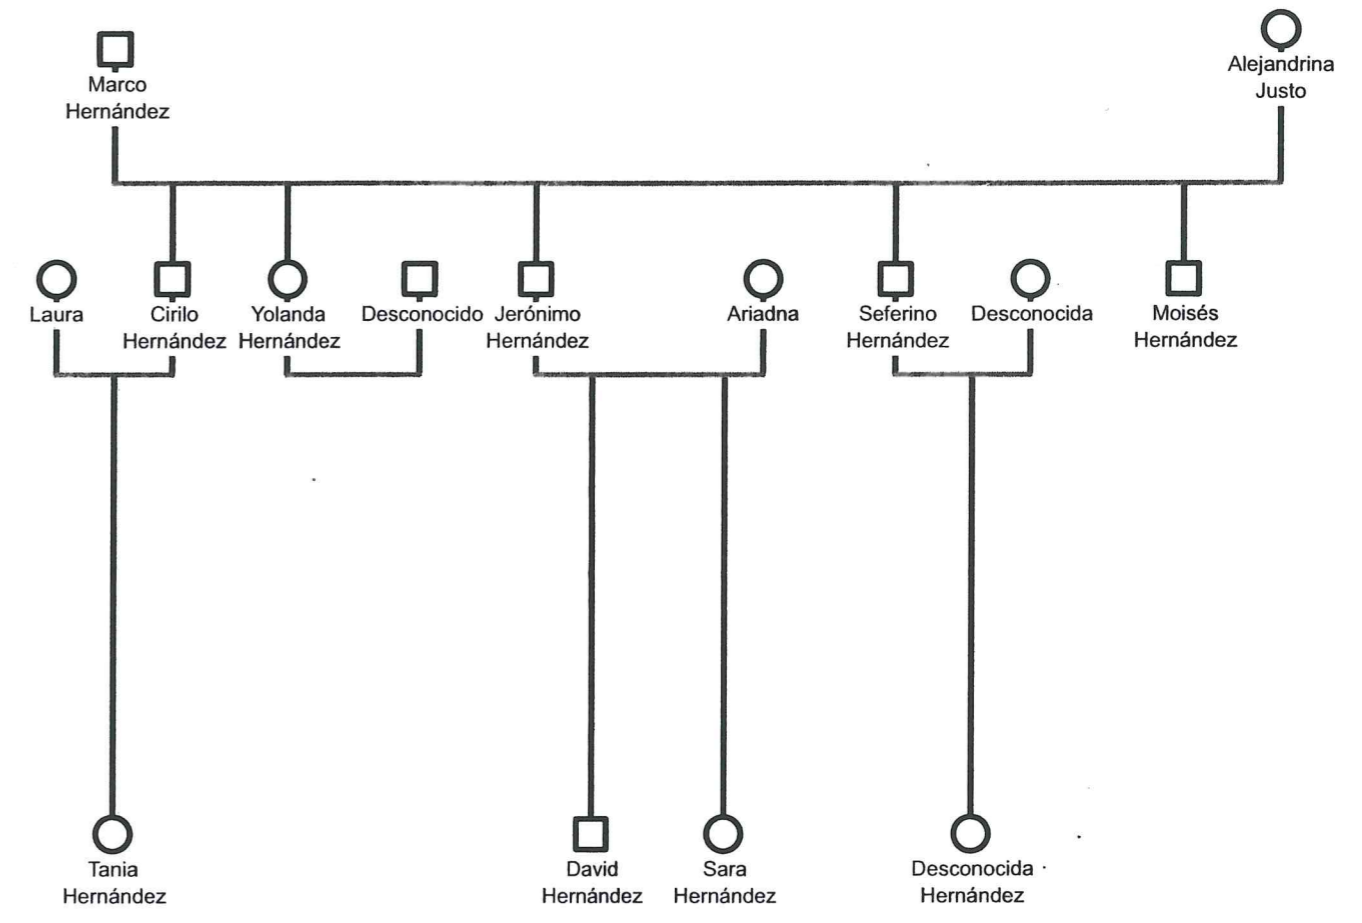 Marco
Hernández
Alejandrina
Justo
Laura
Cirilo
Hernández
Yolanda
Hernández
Desconocido
Jerónimo
Hernández
Ariadna
Seferino
Hernández
Desconocida
Moisés
Hernández
Tania
Hernández
David
Hernández
Sara
Hernández
Desconocida
Hernández